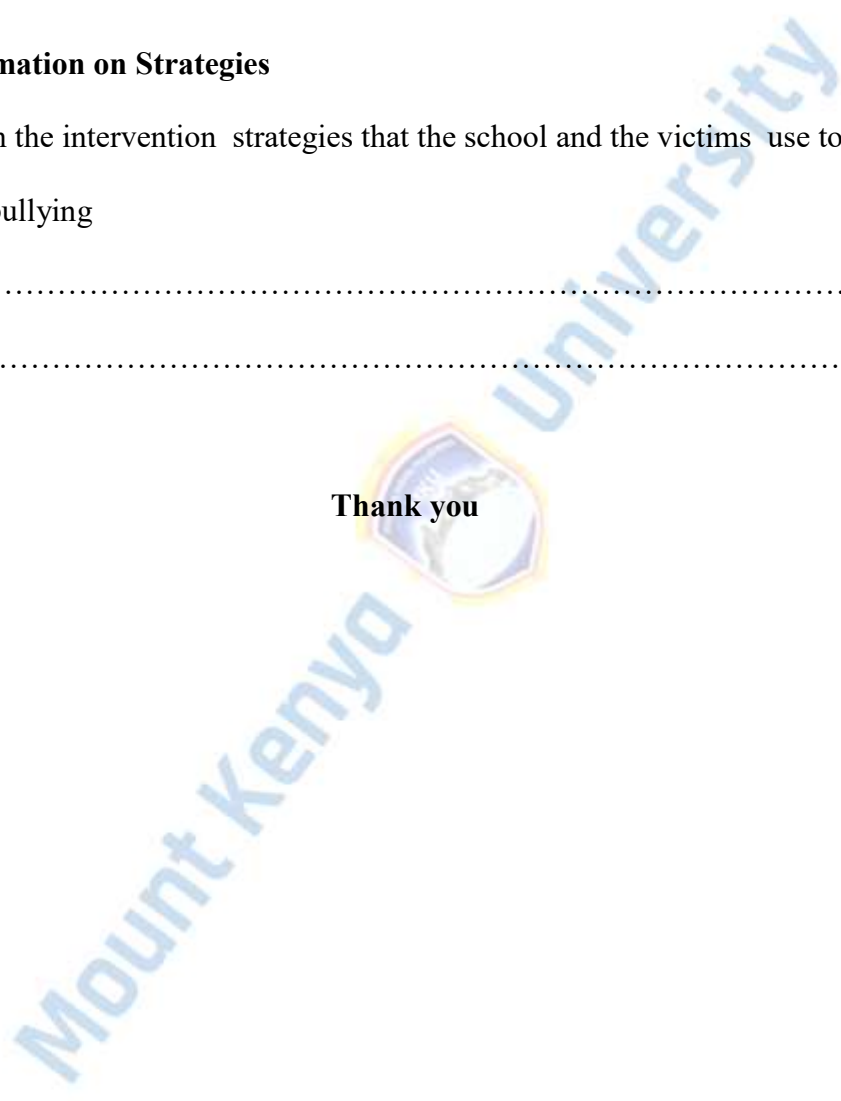 mation on Strategies
n the intervention strategies that the school and the victims use to
ullying
……………………………………………………………………………
……………………………………………………………………………
Thank you
Mount Kenya University